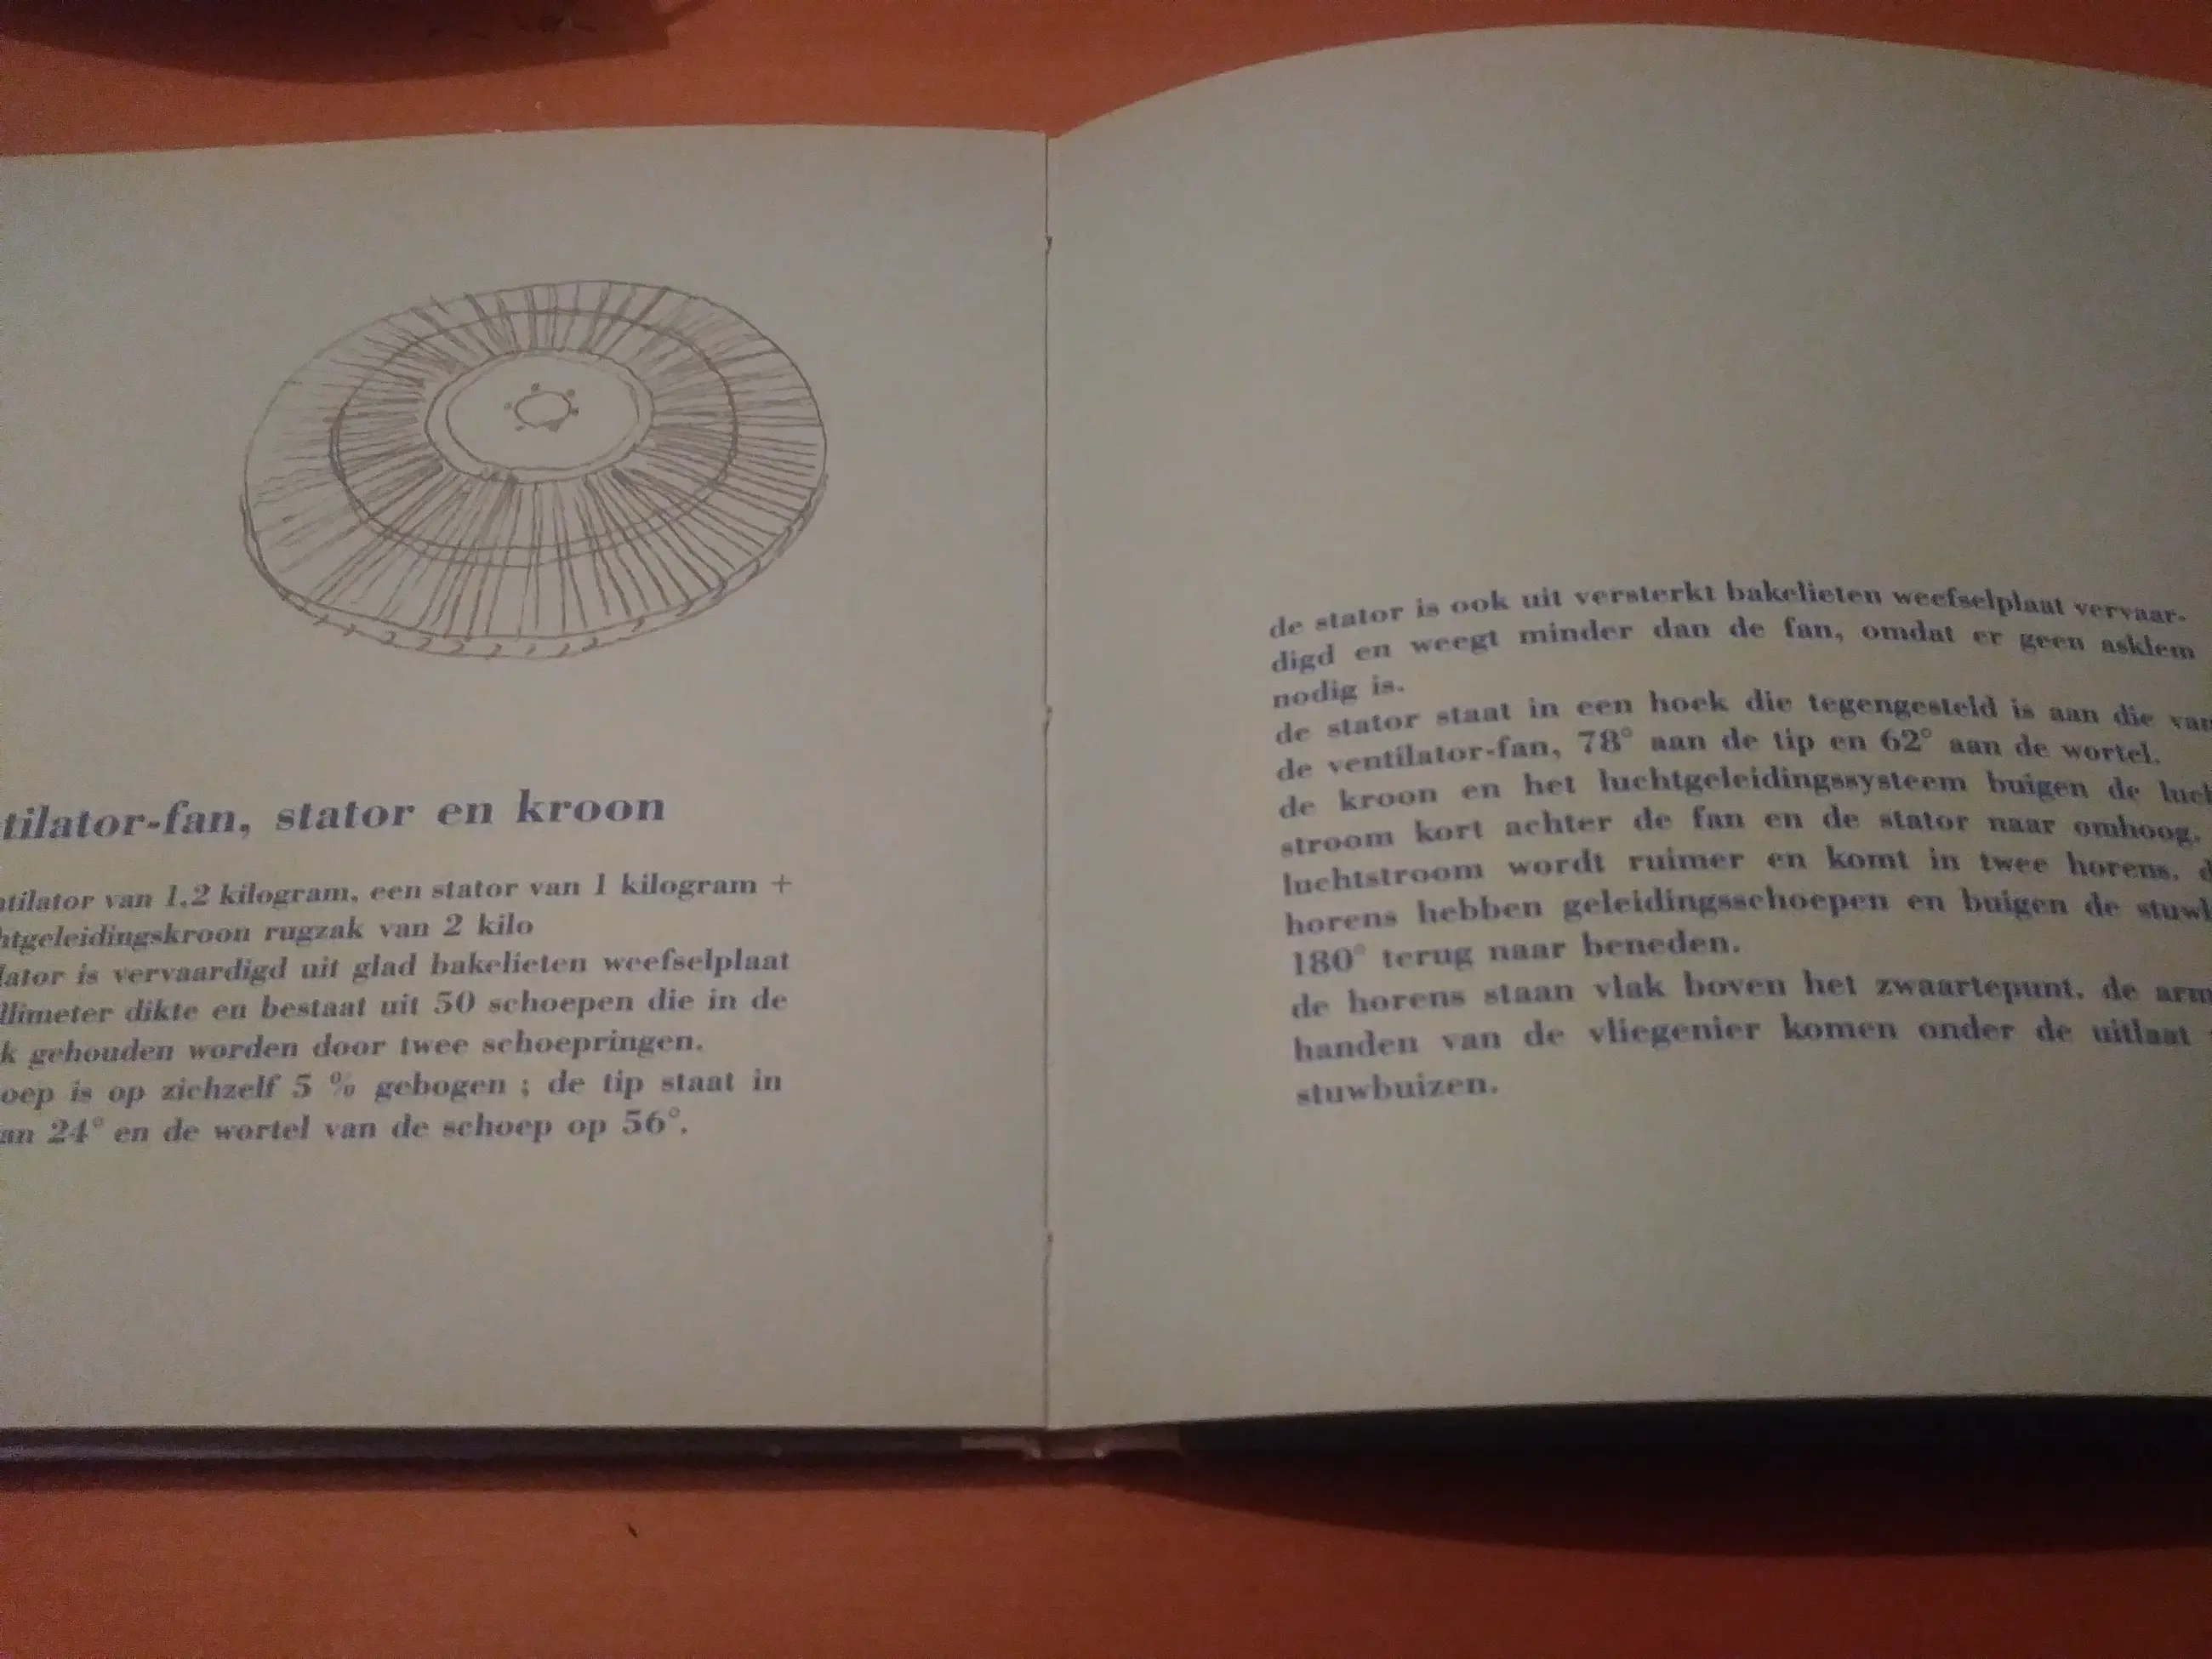 tilator-fan, stator en kroon
tilator van 1,2 kilogram, een stator van 1 kilogram +
htgeleidingskroon rugzak van 2 kilo
lator is vervaardigd uit glad bakelieten weefselplaat
llimeter dikte en bestaat uit 50 schoepen die in de
k gehouden worden door twee schoepringen.
oep is op zichzelf 5 % gebogen ; de tip staat in
an 24° en de wortel van de schoep op 56°.
de stator is ook uit versterkt bakelieten weefselplaat vervaar-
digd en weegt minder dan de fan, omdat er geen asklem
nodig is.
de stator staat in een hoek die tegengesteld is aan die van
de ventilator-fan, 78° aan de tip en 62° aan de wortel.
de kroon en het luchtgeleidingssysteem buigen de luch
stroom kort achter de fan en de stator naar omhoog.
luchtstroom wordt ruimer en komt in twee horens. d
horens hebben geleidingsschoepen en buigen de stuw
180° terug naar beneden.
de horens staan vlak boven het zwaartepunt. de arm
handen van de vliegenier komen onder de uitlaat
stuwbuizen.